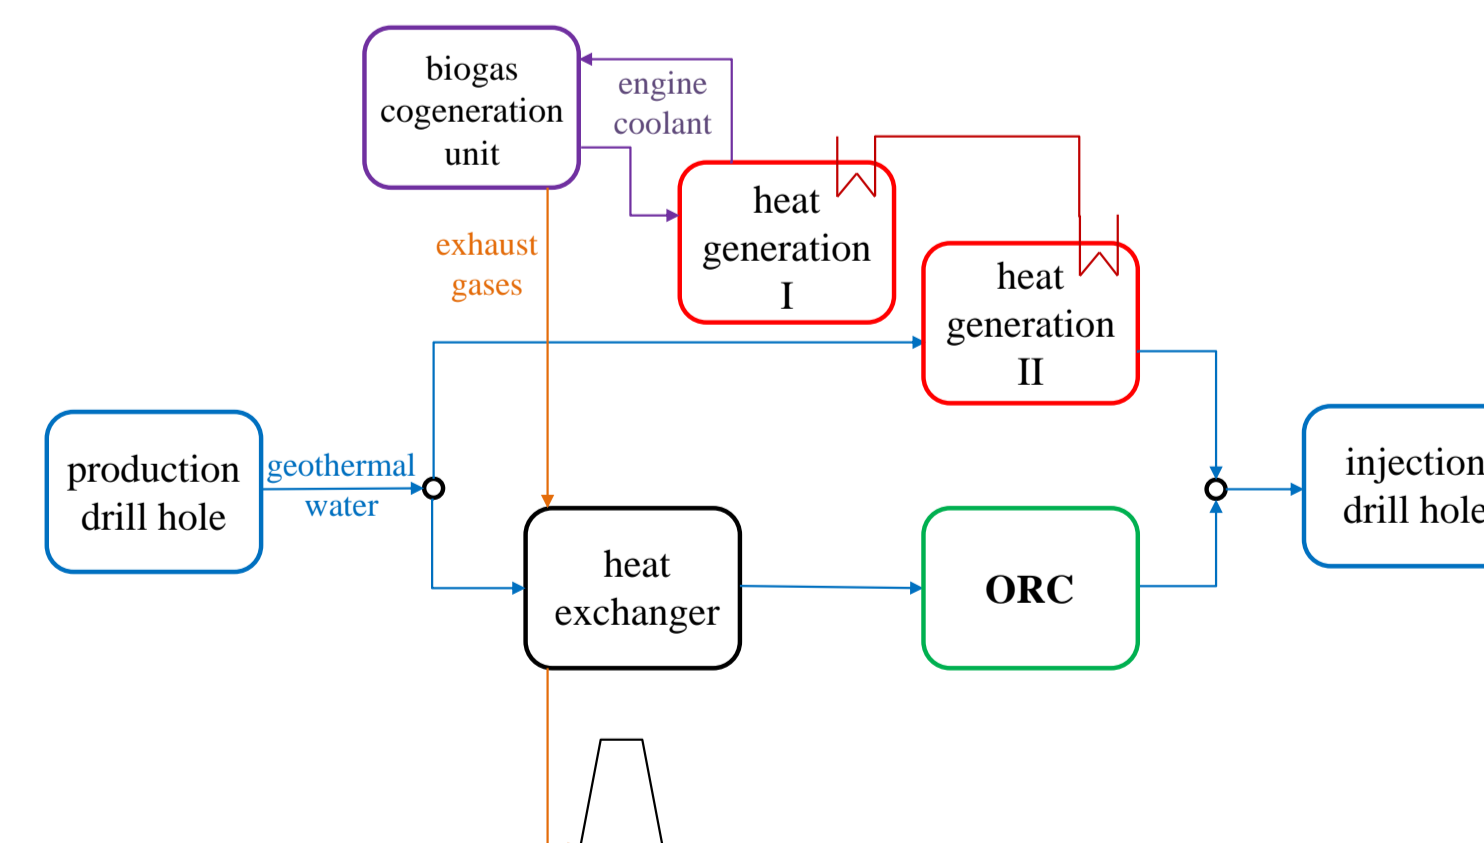 biogas
cogeneration
unit
engine
coolant
heat
generation
I
exhaust
gases
heat
generation
II
production
drill hole
geothermal
water
injection
drill hole
heat
exchanger
ORC